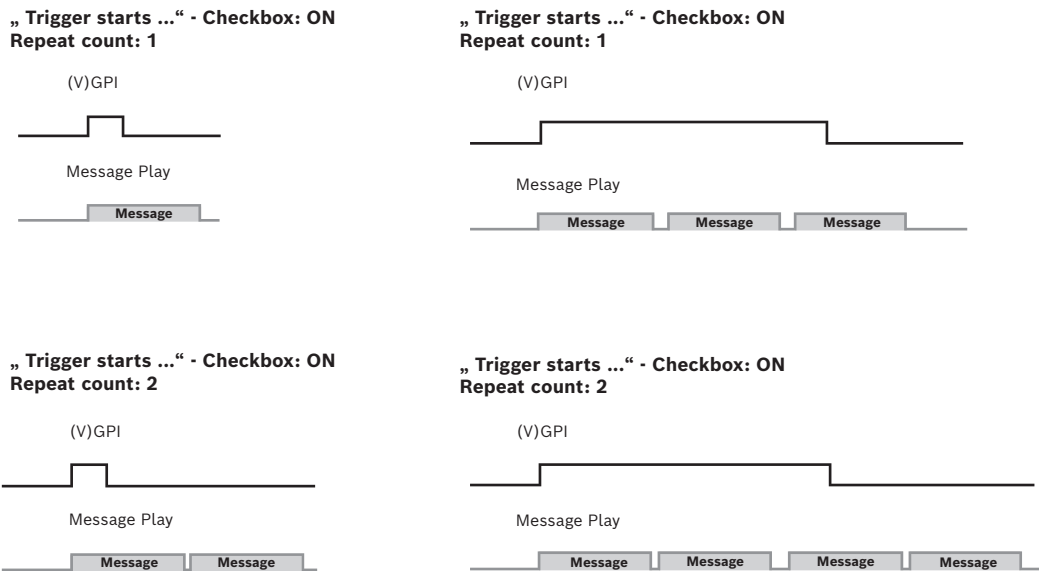 „ Trigger starts ...“ - Checkbox: ON
Repeat count: 1
(V)GPI
Message Play
Message
„ Trigger starts ...“ - Checkbox: ON
Repeat count: 1
(V)GPI
Message Play
Message Message Message
„ Trigger starts ...“ - Checkbox: ON
Repeat count: 2
(V)GPI
Message Play
Message Message
„ Trigger starts ...“ - Checkbox: ON
Repeat count: 2
(V)GPI
Message Play
Message Message Message Message